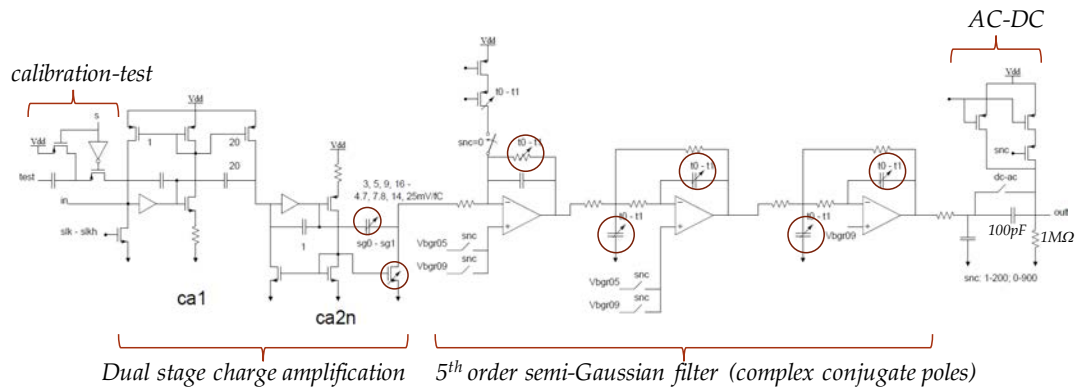 AC-DC
calibration-test
Vdd
Vdd
t0 - t1
Vdd
s
Vdd
1
20
snc=0
t0 - t1
snc
t0 - t1
t0 - t1
20
test
3, 5, 9, 16 -
4.7, 7.8, 14, 25mV/fC
dc-ac
in
t0 - t1
t0 - t1
out
slk - slkh
sg0 - sg1
1
Vbgr05
snc
Vbgr09
snc
Vbgr09
100pF
1MΩ
Vbgr05
snc
Vbgr09
snc
snc: 1-200; 0-900
ca1
ca2n
Dual stage charge amplification
5th order semi-Gaussian filter (complex conjugate poles)